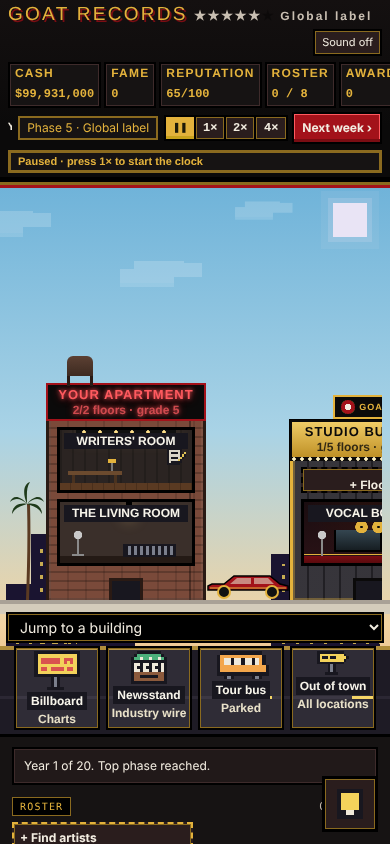 GOAT RECORDS ★★★★★ Global label
Sound off
CASH
$99,931,000
FAME
0
REPUTATION
65/100
ROSTER
0 / 8
AWARD
0
Phase 5 · Global label
1×
2×
4×
Next week ›
Paused · press 1× to start the clock
YOUR APARTMENT
2/2 floors · grade 5
WRITERS' ROOM
THE LIVING ROOM
GOA
STUDIO BU
1/5 floors ·
+ Floo
VOCAL BO
Jump to a building
Billboard
Charts
Newsstand
Industry wire
Tour bus
Parked
Out of town
All locations
Year 1 of 20. Top phase reached.
ROSTER
+ Find artists